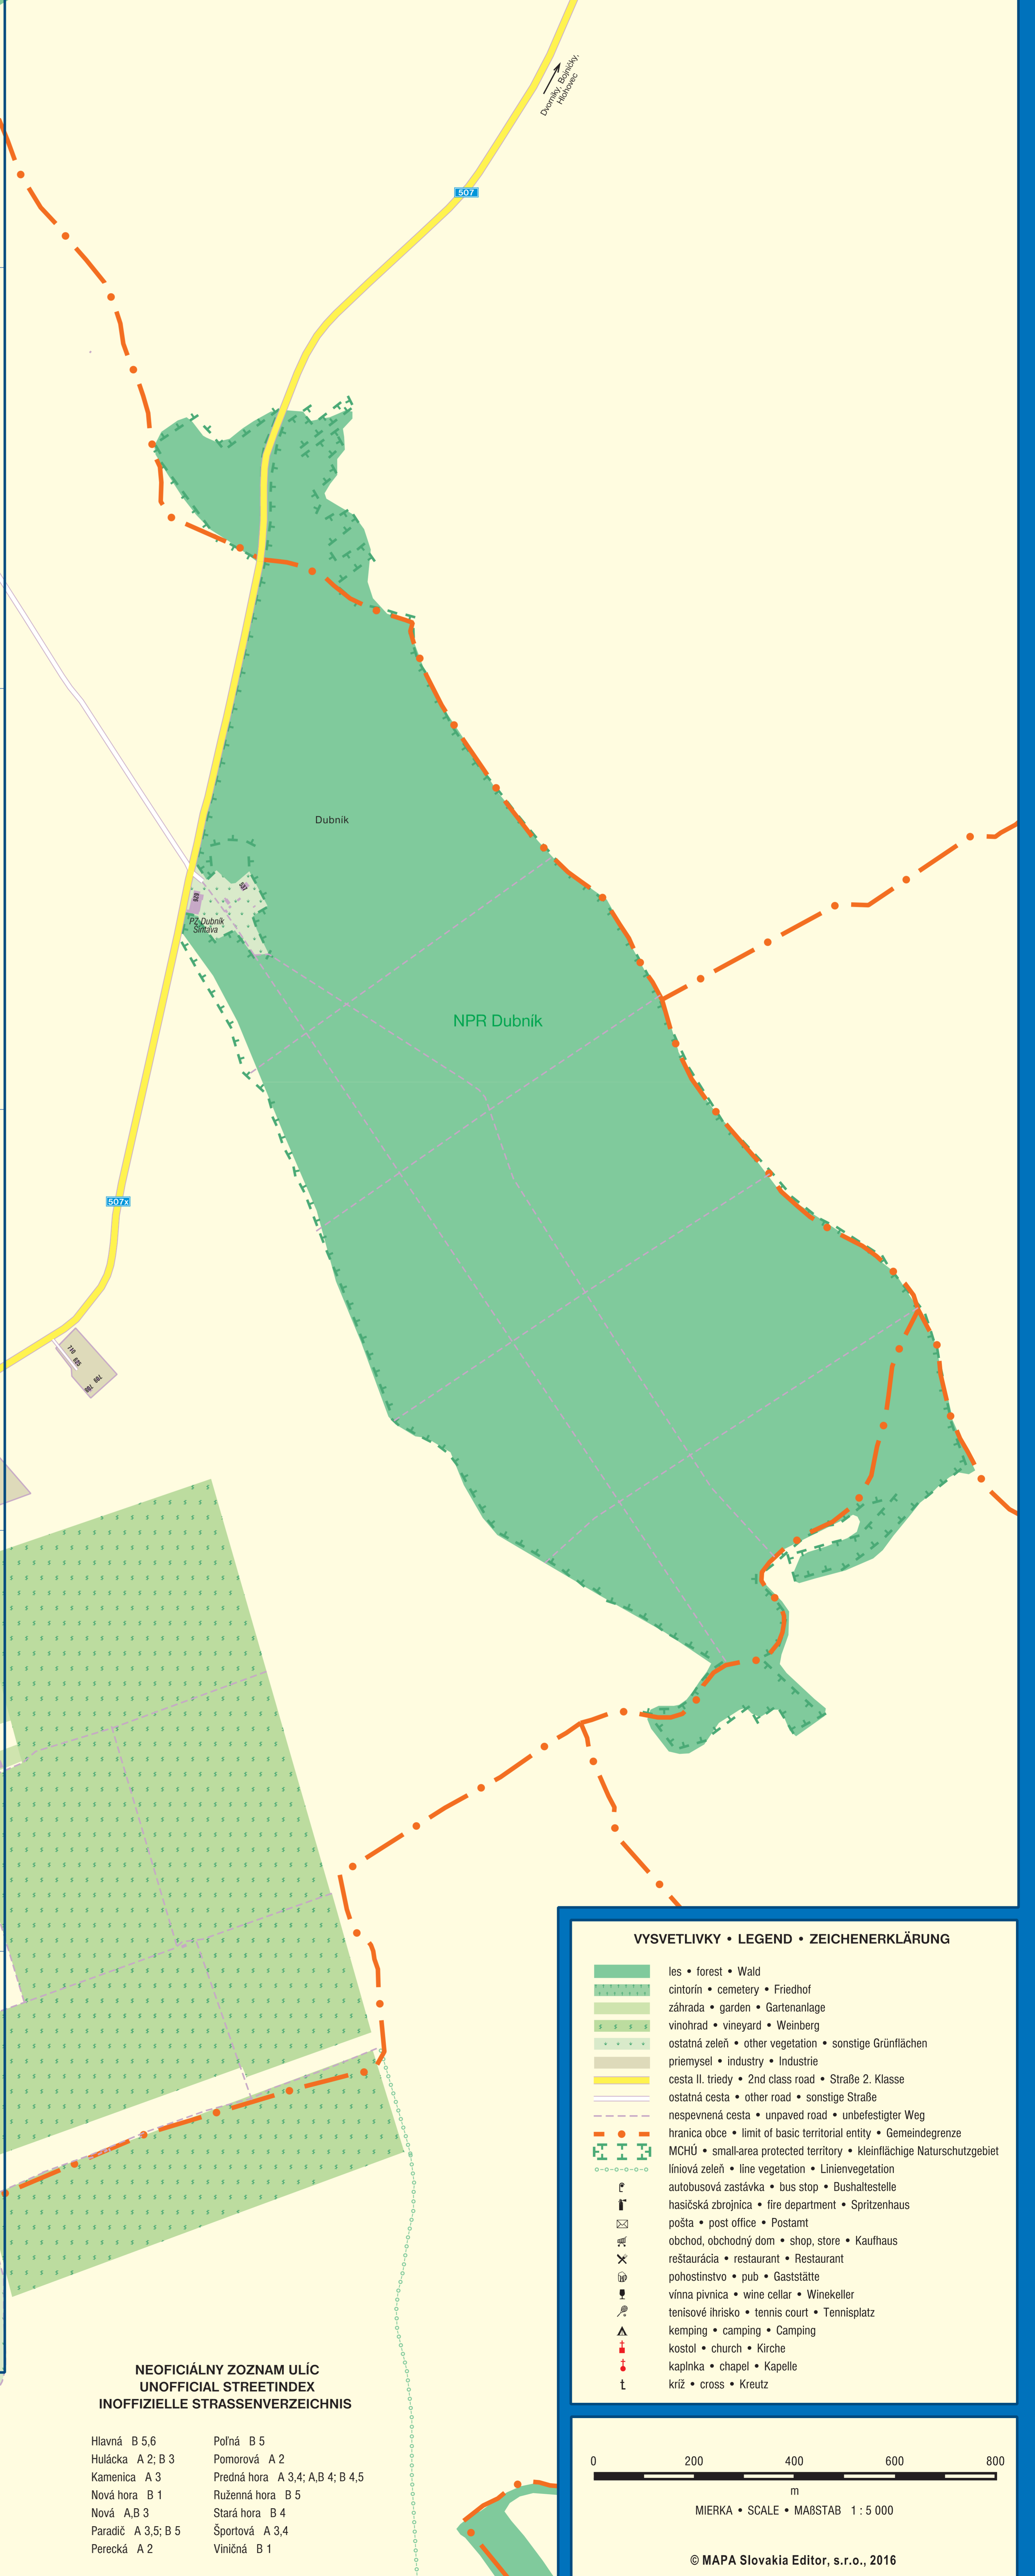 Dvorníky, Bojničky,
Hlohovec
507
Dubník
PZ Dubník
Šintava
NPR Dubník
507x
VYSVETLIVKY • LEGEND • ZEICHENERKLÄRUNG
les • forest • Wald
cintorín • cemetery • Friedhof
záhrada • garden • Gartenanlage
vinohrad • vineyard • Weinberg
ostatná zeleň • other vegetation • sonstige Grünflächen
priemysel • industry • Industrie
cesta II. triedy • 2nd class road • Straße 2. Klasse
ostatná cesta • other road • sonstige Straße
nespevnená cesta • unpaved road • unbefestigter Weg
hranica obce • limit of basic territorial entity • Gemeindegrenze
MCHÚ • small-area protected territory • kleinflächige Naturschutzgebiet
líniová zeleň • line vegetation • Linienvegetation
autobusová zastávka • bus stop • Bushaltestelle
hasičská zbrojnica • fire department • Spritzenhaus
pošta • post office • Postamt
obchod, obchodný dom • shop, store • Kaufhaus
reštaurácia • restaurant • Restaurant
pohostinstvo • pub • Gaststätte
vínna pivnica • wine cellar • Winekeller
tenisové ihrisko • tennis court • Tennisplatz
kemping • camping • Camping
kostol • church • Kirche
kaplnka • chapel • Kapelle
kríž • cross • Kreutz
NEOFICIÁLNY ZOZNAM ULÍC
UNOFFICIAL STREETINDEX
INOFFIZIELLE STRASSENVERZEICHNIS
Hlavná B 5,6
Hulácka A 2; B 3
Kamenica A 3
Nová hora B 1
Nová A,B 3
Paradič A 3,5; B 5
Perecká A 2
Poľná B 5
Pomorová A 2
Predná hora A 3,4; A,B 4; B 4,5
Ruženná hora B 5
Stará hora B 4
Športová A 3,4
Viničná B 1
0 200 400 600 800
m
MIERKA • SCALE • MAßSTAB 1 : 5 000
© MAPA Slovakia Editor, s.r.o., 2016